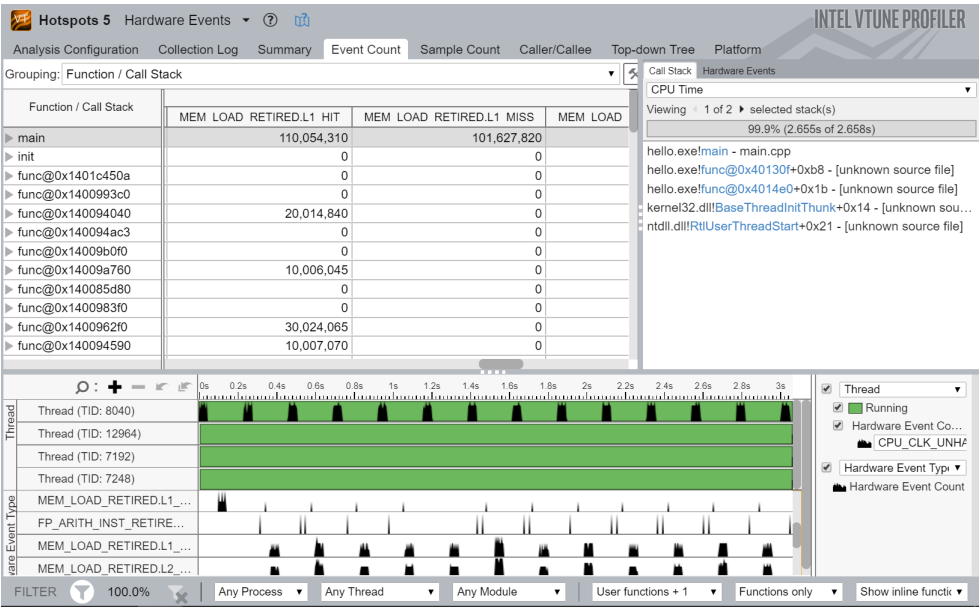 Hotspots 5 Hardware Events ?
INTEL VTUNE PROFILER
Analysis Configuration Collection Log Summary Event Count Sample Count Caller/Callee Top-down Tree Platform
Grouping: Function / Call Stack
Function / Call Stack
MEM_LOAD_RETIRED.L1_HIT MEM_LOAD_RETIRED.L1_MISS MEM_LOAD
main 110,054,310 101,627,820
init 0 0
func@0x1401c450a 0 0
func@0x1400993c0 0 0
func@0x140094040 20,014,840 0
func@0x140094ac3 0 0
func@0x14009b0f0 0 0
func@0x14009a760 10,006,045 0
func@0x140085d80 0 0
func@0x1400983f0 0 0
func@0x1400962f0 30,024,065 0
func@0x140094590 10,007,070 0
Call Stack Hardware Events
CPU Time
Viewing 1 of 2 selected stack(s)
99.9% (2.655s of 2.658s)
hello.exe!main - main.cpp
hello.exe!func@0x40130f+0xb8 - [unknown source file]
hello.exe!func@0x4014e0+0x1b - [unknown source file]
kernel32.dll!BaseThreadInitThunk+0x14 - [unknown sou...
ntdll.dll!RtlUserThreadStart+0x21 - [unknown source file]
0s 0.2s 0.4s 0.6s 0.8s 1s 1.2s 1.4s 1.6s 1.8s 2s 2.2s 2.4s 2.6s 2.8s 3s
Thread
Thread (TID: 8040)
Thread (TID: 12964)
Thread (TID: 7192)
Thread (TID: 7248)
vare Event Type
MEM_LOAD_RETIRED.L1_...
FP_ARITH_INST_RETIRE...
MEM_LOAD_RETIRED.L1_...
MEM_LOAD_RETIRED.L2_...
Thread
Running
Hardware Event Co...
CPU_CLK_UNHA
Hardware Event Type
Hardware Event Count
FILTER 100.0% Any Process Any Thread Any Module User functions + 1 Functions only Show inline functic